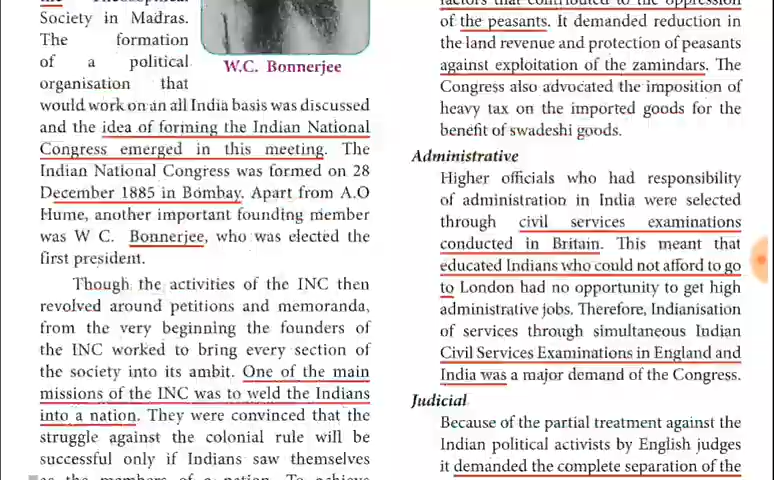 Society in Madras.
The formation
of a political
organisation that
W.C. Bonnerjee
would work on an all India basis was discussed
and the idea of forming the Indian National
Congress emerged in this meeting. The
Indian National Congress was formed on 28
December 1885 in Bombay. Apart from A.O
Hume, another important founding member
was W C. Bonnerjee, who was elected the
first president.
Though the activities of the INC then
revolved around petitions and memoranda,
from the very beginning the founders of
the INC worked to bring every section of
the society into its ambit. One of the main
missions of the INC was to weld the Indians
into a nation. They were convinced that the
struggle against the colonial rule will be
successful only if Indians saw themselves
of the peasants. It demanded reduction in
the land revenue and protection of peasants
against exploitation of the zamindars. The
Congress also advocated the imposition of
heavy tax on the imported goods for the
benefit of swadeshi goods.
Administrative
Higher officials who had responsibility
of administration in India were selected
through civil services examinations
conducted in Britain. This meant that
educated Indians who could not afford to go
to London had no opportunity to get high
administrative jobs. Therefore, Indianisation
of services through simultaneous Indian
Civil Services Examinations in England and
India was a major demand of the Congress.
Judicial
Because of the partial treatment against the
Indian political activists by English judges
it demanded the complete separation of the